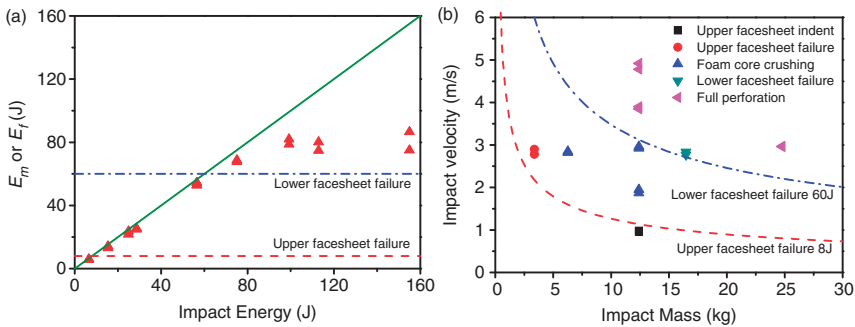 (a)
160
120
80
40
0
E_m or E_f (J)
Lower facesheet failure
Upper facesheet failure
0 40 80 120 160
Impact Energy (J)
(b)
6
5
4
3
2
1
0
Impact velocity (m/s)
Upper facesheet indent
Upper facesheet failure
Foam core crushing
Lower facesheet failure
Full perforation
Lower facesheet failure 60J
Upper facesheet failure 8J
0 5 10 15 20 25 30
Impact Mass (kg)